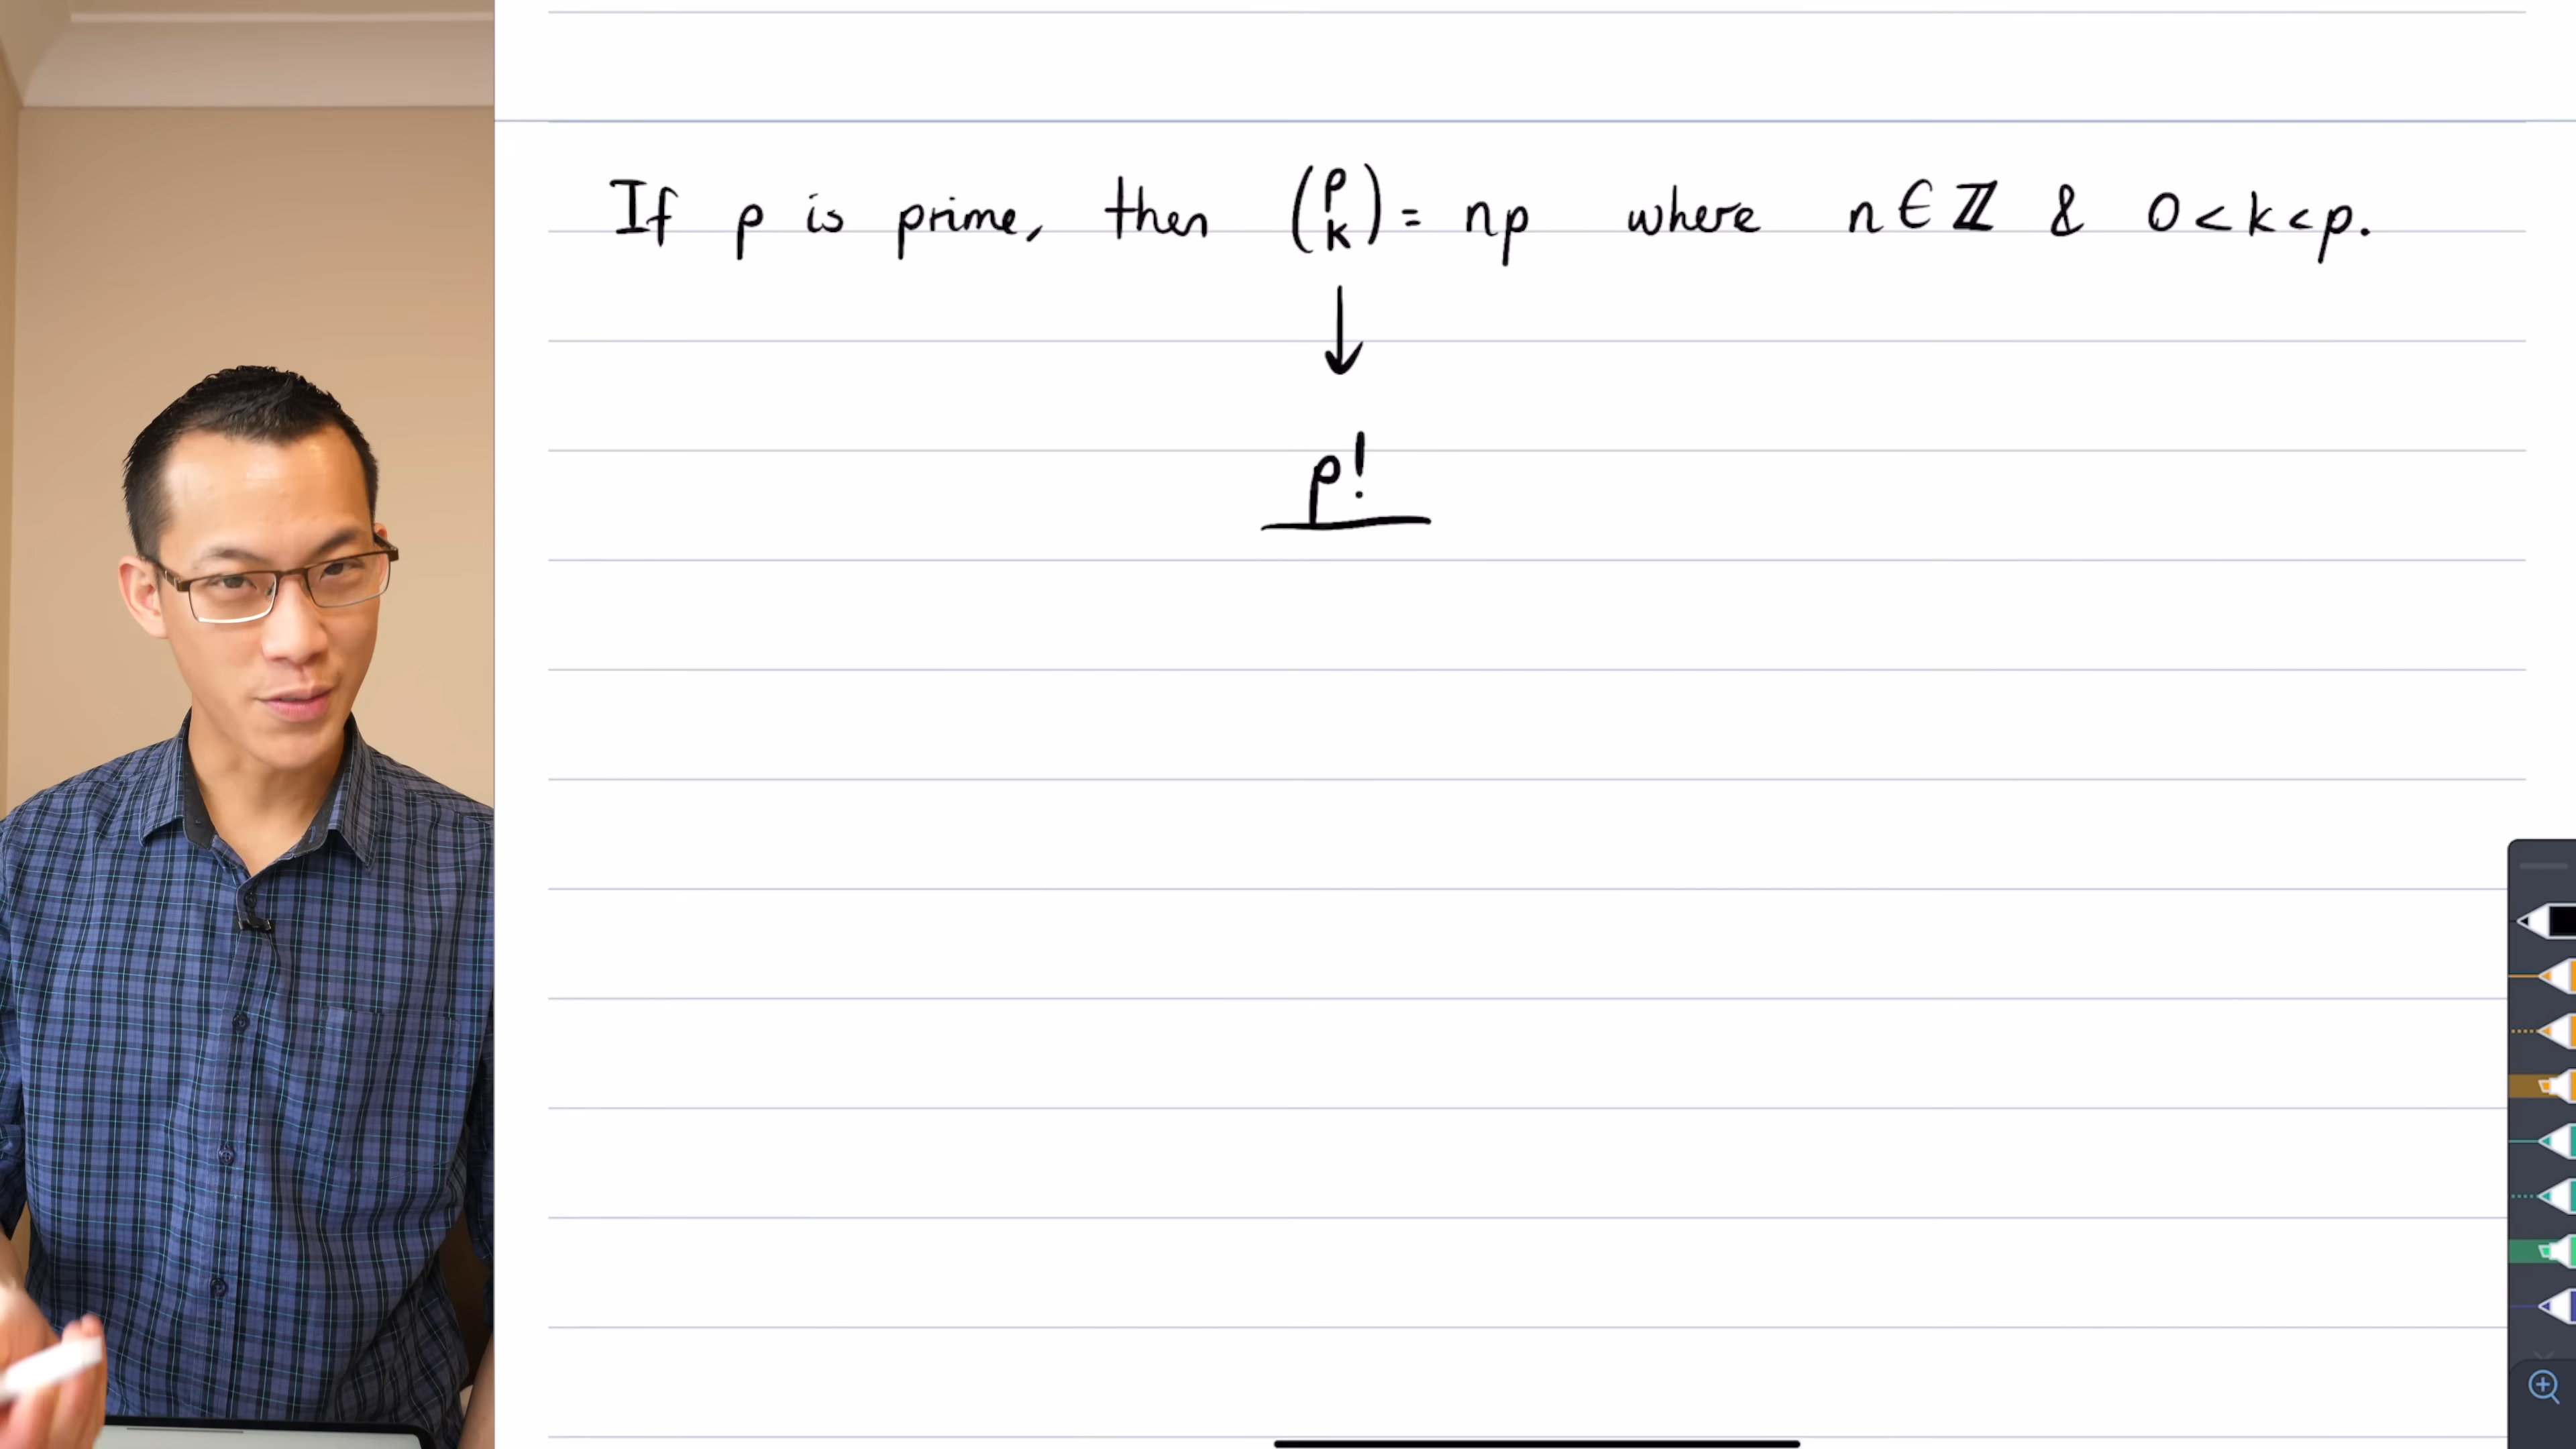 If p is prime, then (p k) = np where n ∈ ℤ & 0 < k < p.
↓
p!